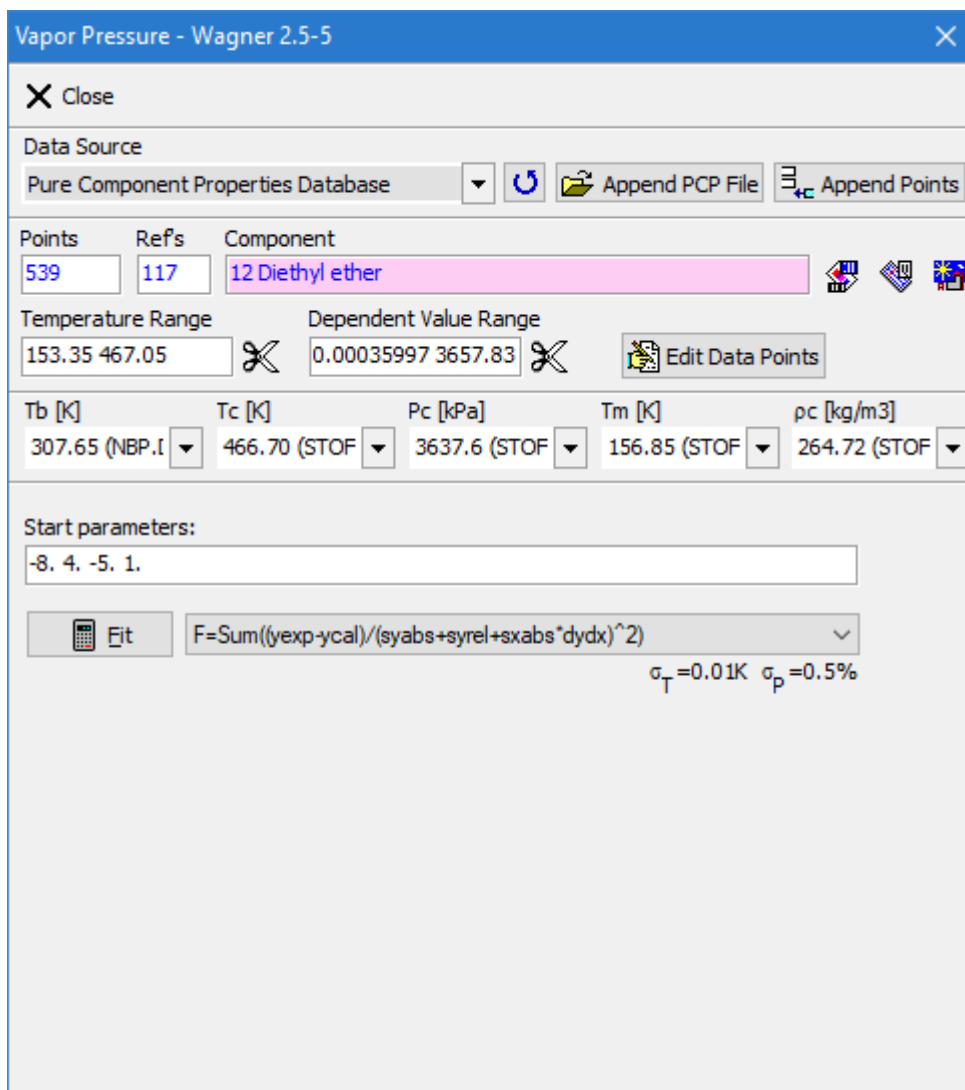 Vapor Pressure - Wagner 2.5-5
Close
Data Source
Pure Component Properties Database Append PCP File Append Points
Points Ref's Component
539 117 12 Diethyl ether
Temperature Range Dependent Value Range
153.35 467.05 0.00035997 3657.83 Edit Data Points
Tb [K] Tc [K] Pc [kPa] Tm [K] ρc [kg/m3]
307.65 (NBP.I 466.70 (STOF 3637.6 (STOF 156.85 (STOF 264.72 (STOF
Start parameters:
-8. 4. -5. 1.
Fit F=Sum((yexp-ycal)/(syabs+syrel+sxabs*dydx)^2)
σT=0.01K σP=0.5%